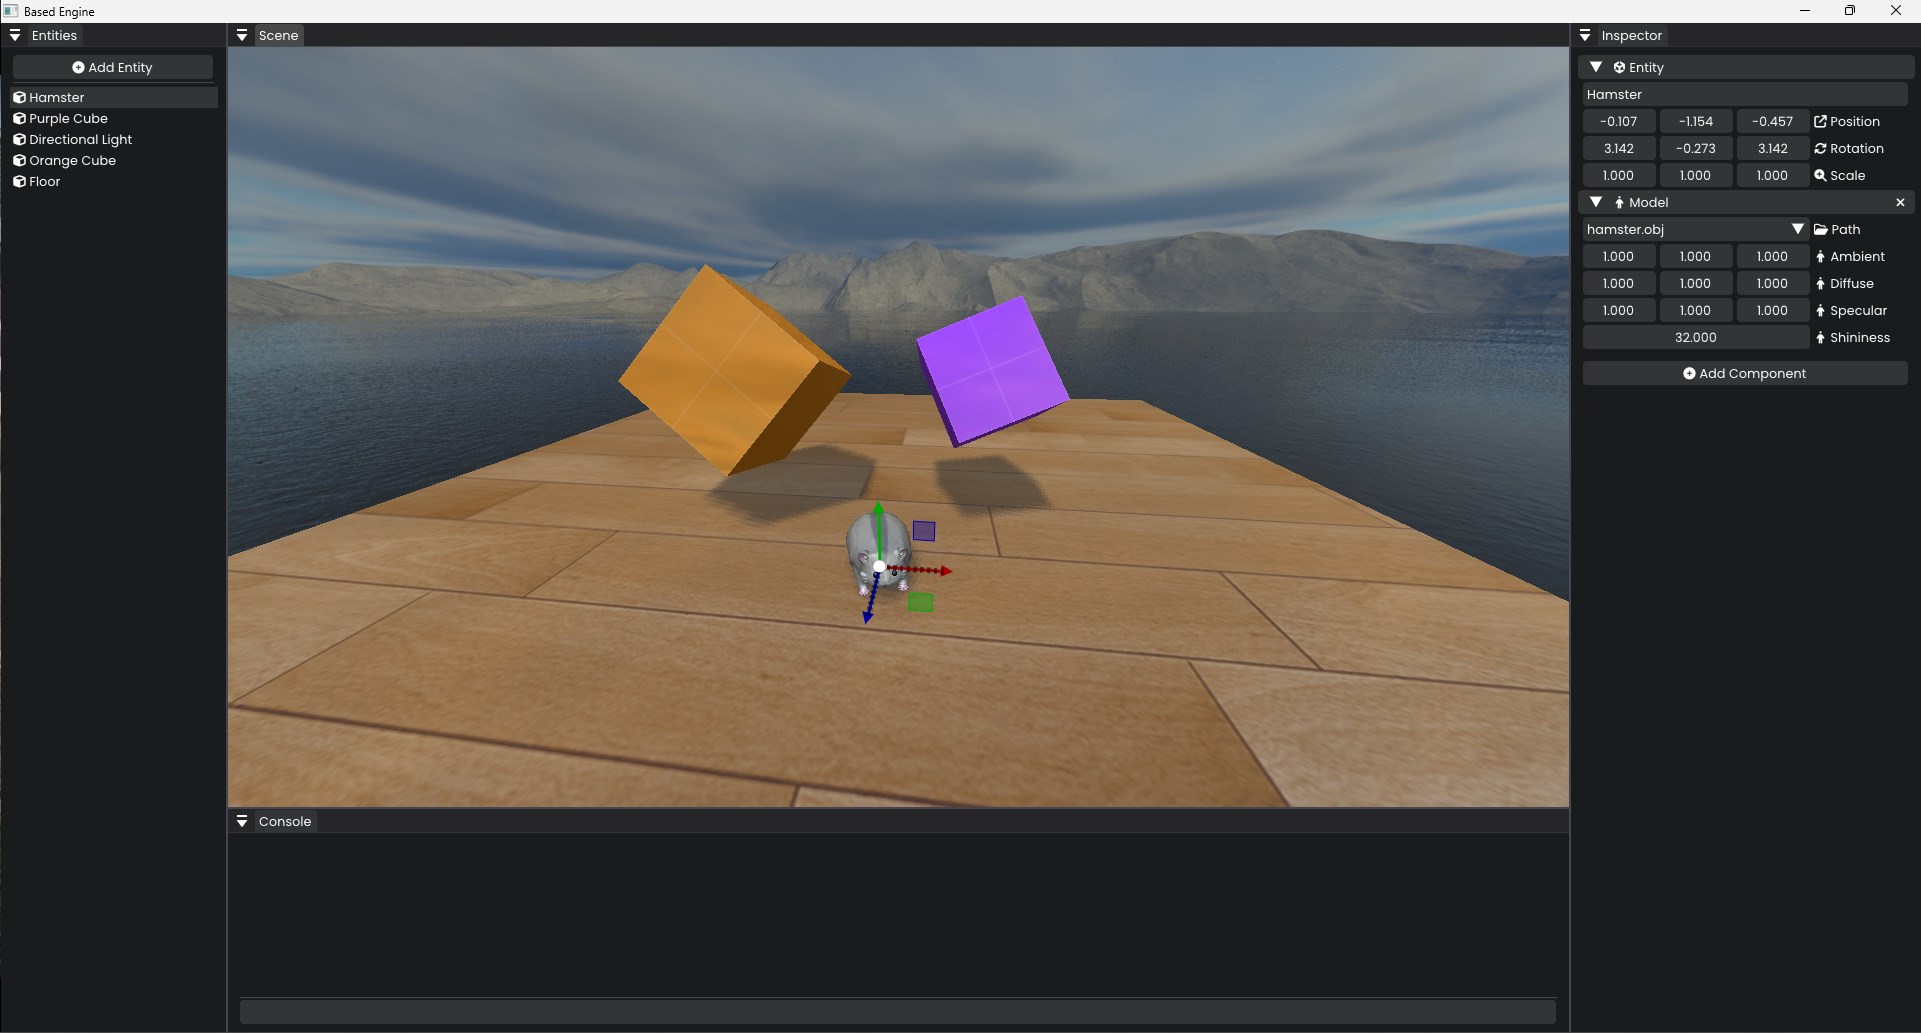 Based Engine
Entities
Add Entity
Hamster
Purple Cube
Directional Light
Orange Cube
Floor
Scene
Console
Inspector
Entity
Hamster
-0.107 -1.154 -0.457 Position
3.142 -0.273 3.142 Rotation
1.000 1.000 1.000 Scale
Model
hamster.obj Path
1.000 1.000 1.000 Ambient
1.000 1.000 1.000 Diffuse
1.000 1.000 1.000 Specular
32.000 Shininess
Add Component